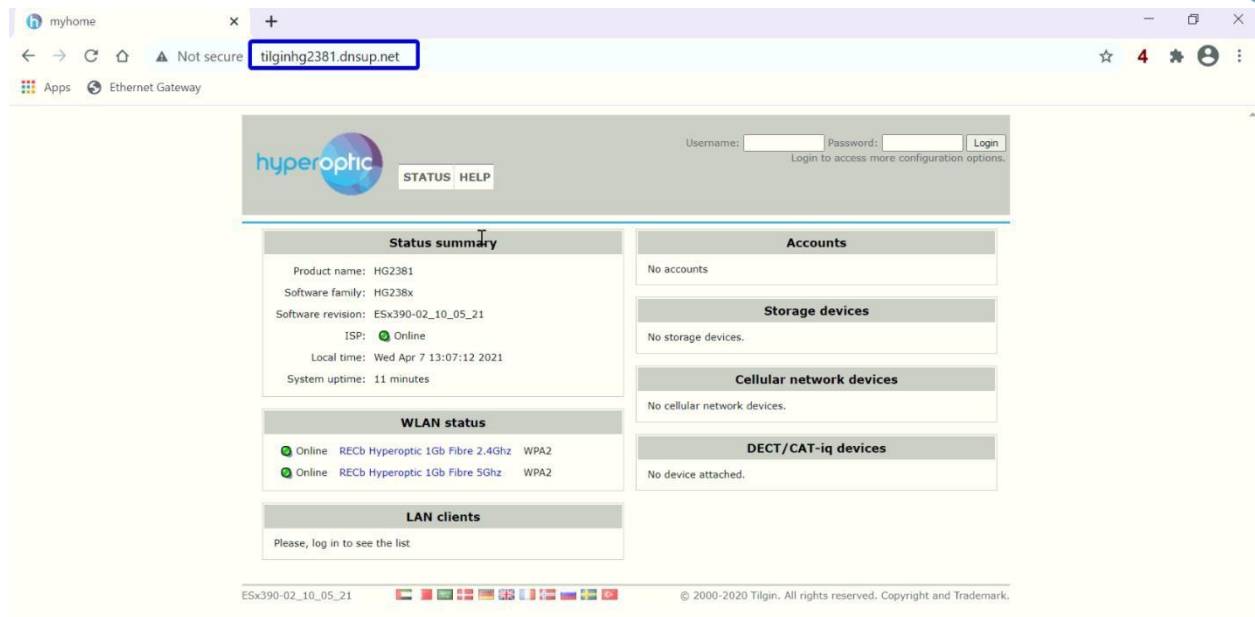 myhome
Not secure tilginhg2381.dnsup.net
4
Apps Ethernet Gateway
hyperoptic
STATUS HELP
Username: Password: Login
Login to access more configuration options.
Status summary
Product name: HG2381
Software family: HG238x
Software revision: ESx390-02_10_05_21
ISP: Online
Local time: Wed Apr 7 13:07:12 2021
System uptime: 11 minutes
WLAN status
Online RECb Hyperoptic 1Gb Fibre 2.4Ghz WPA2
Online RECb Hyperoptic 1Gb Fibre 5Ghz WPA2
LAN clients
Please, log in to see the list
Accounts
No accounts
Storage devices
No storage devices.
Cellular network devices
No cellular network devices.
DECT/CAT-iq devices
No device attached.
ESx390-02_10_05_21
© 2000-2020 Tilgin. All rights reserved. Copyright and Trademark.